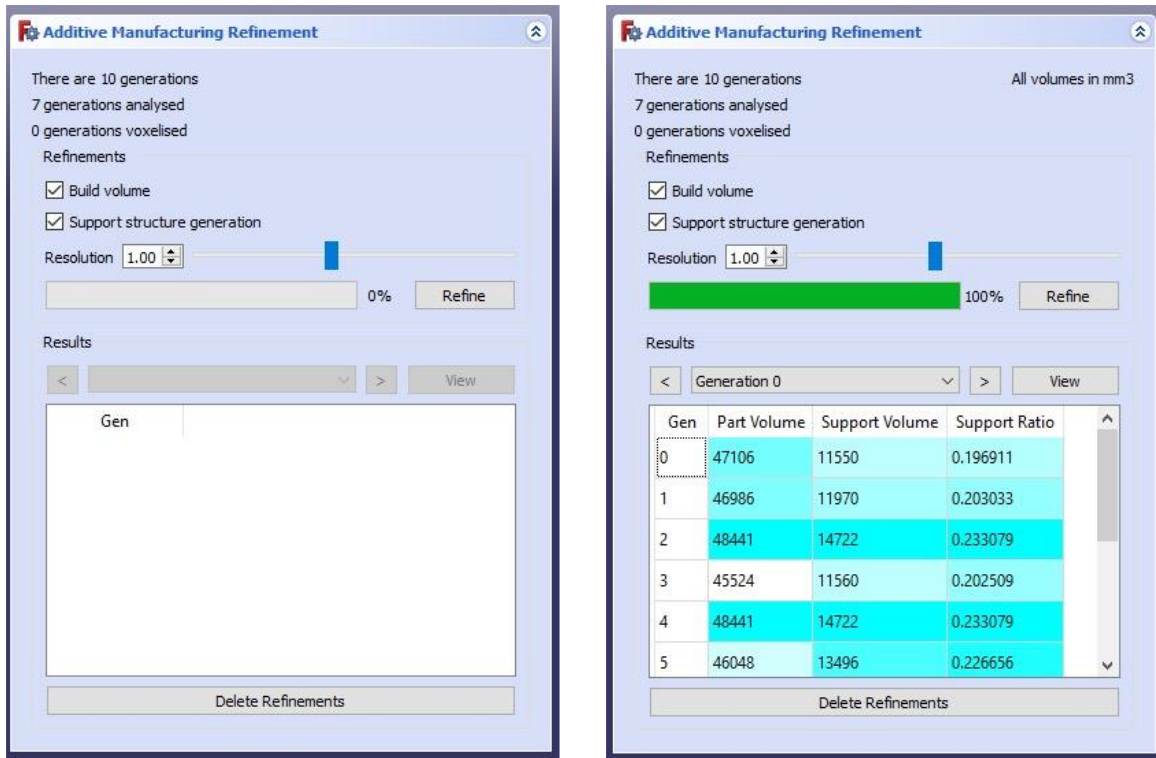 Additive Manufacturing Refinement
There are 10 generations
7 generations analysed
0 generations voxelised
Refinements
Build volume
Support structure generation
Resolution 1.00
0% Refine
Results
< > View
Gen
Delete Refinements
Additive Manufacturing Refinement
There are 10 generations All volumes in mm3
7 generations analysed
0 generations voxelised
Refinements
Build volume
Support structure generation
Resolution 1.00
100% Refine
Results
< Generation 0 > View
Gen Part Volume Support Volume Support Ratio
0 47106 11550 0.196911
1 46986 11970 0.203033
2 48441 14722 0.233079
3 45524 11560 0.202509
4 48441 14722 0.233079
5 46048 13496 0.226656
Delete Refinements